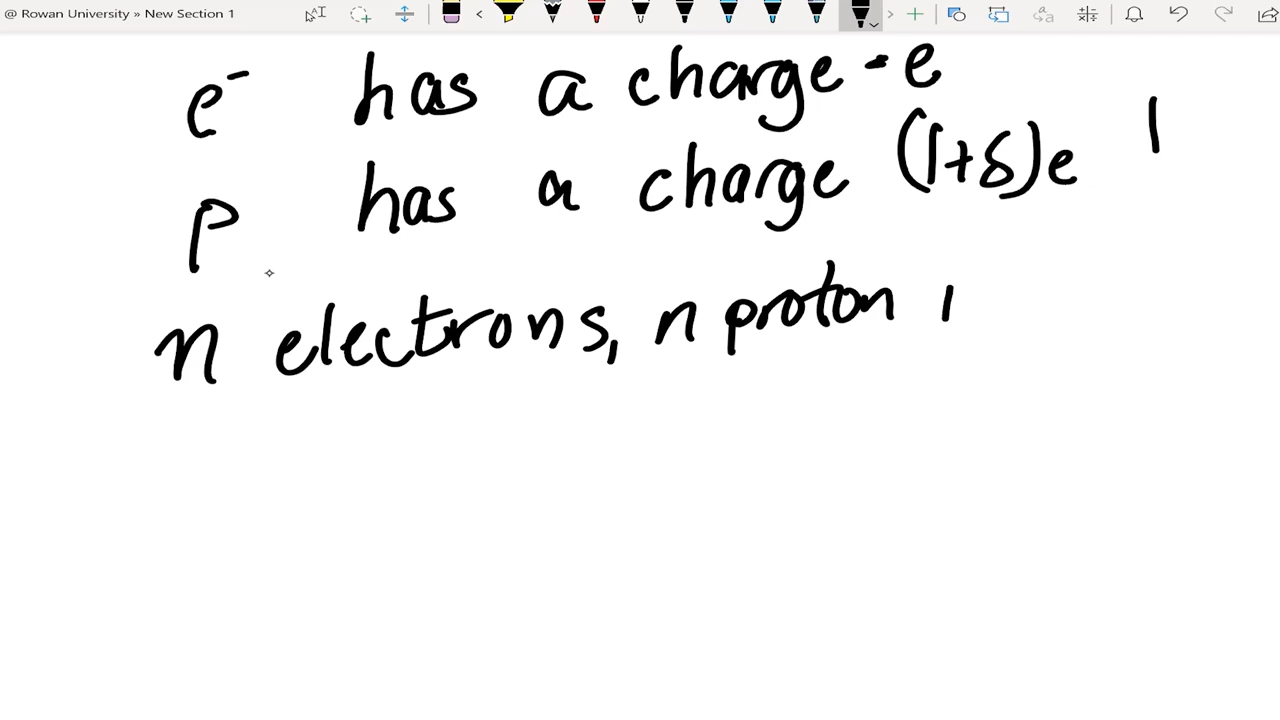 @ Rowan University » New Section 1
e⁻ has a charge - e
p has a charge (1+δ)e
n electrons, n proton